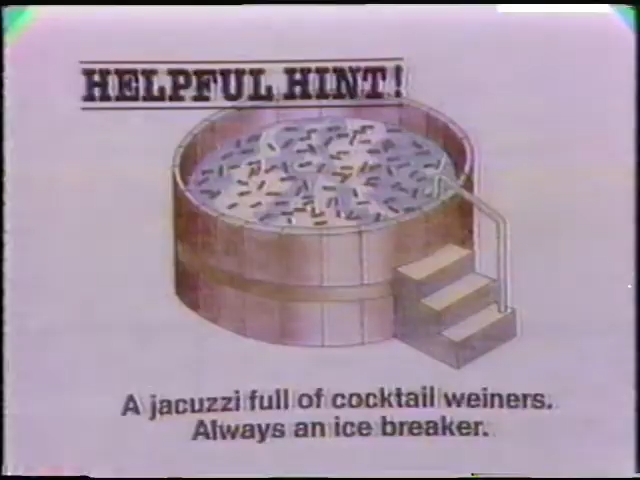 HELPFUL HINT!
A jacuzzi full of cocktail weiners.
Always an ice breaker.